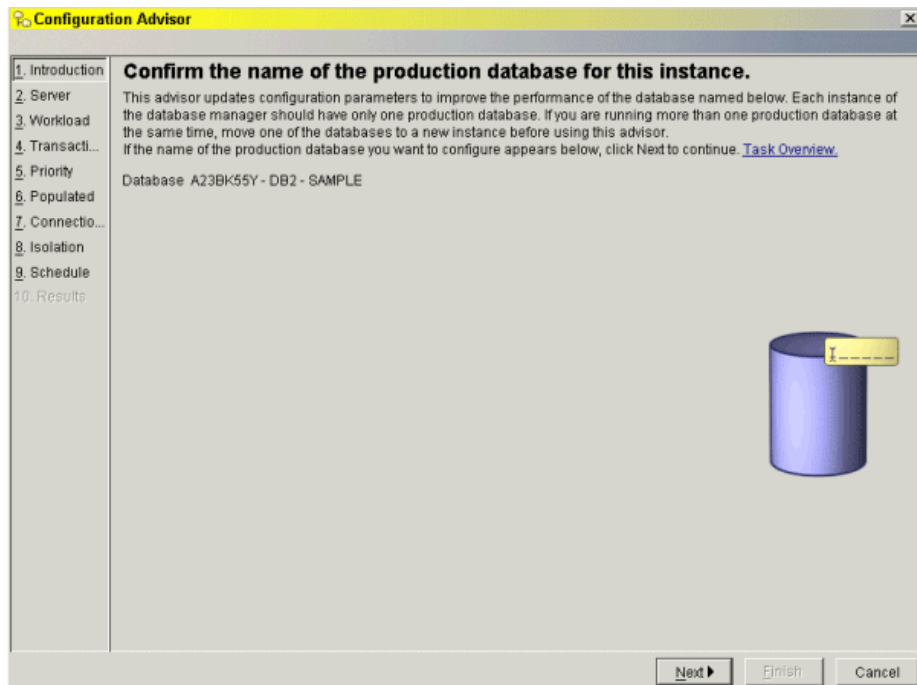 Configuration Advisor
1. Introduction
2. Server
3. Workload
4. Transacti...
5. Priority
6. Populated
7. Connectio...
8. Isolation
9. Schedule
10. Results
Confirm the name of the production database for this instance.
This advisor updates configuration parameters to improve the performance of the database named below. Each instance of
the database manager should have only one production database. If you are running more than one production database at
the same time, move one of the databases to a new instance before using this advisor.
If the name of the production database you want to configure appears below, click Next to continue. Task Overview.
Database A23BK55Y - DB2 - SAMPLE
Next
Finish
Cancel